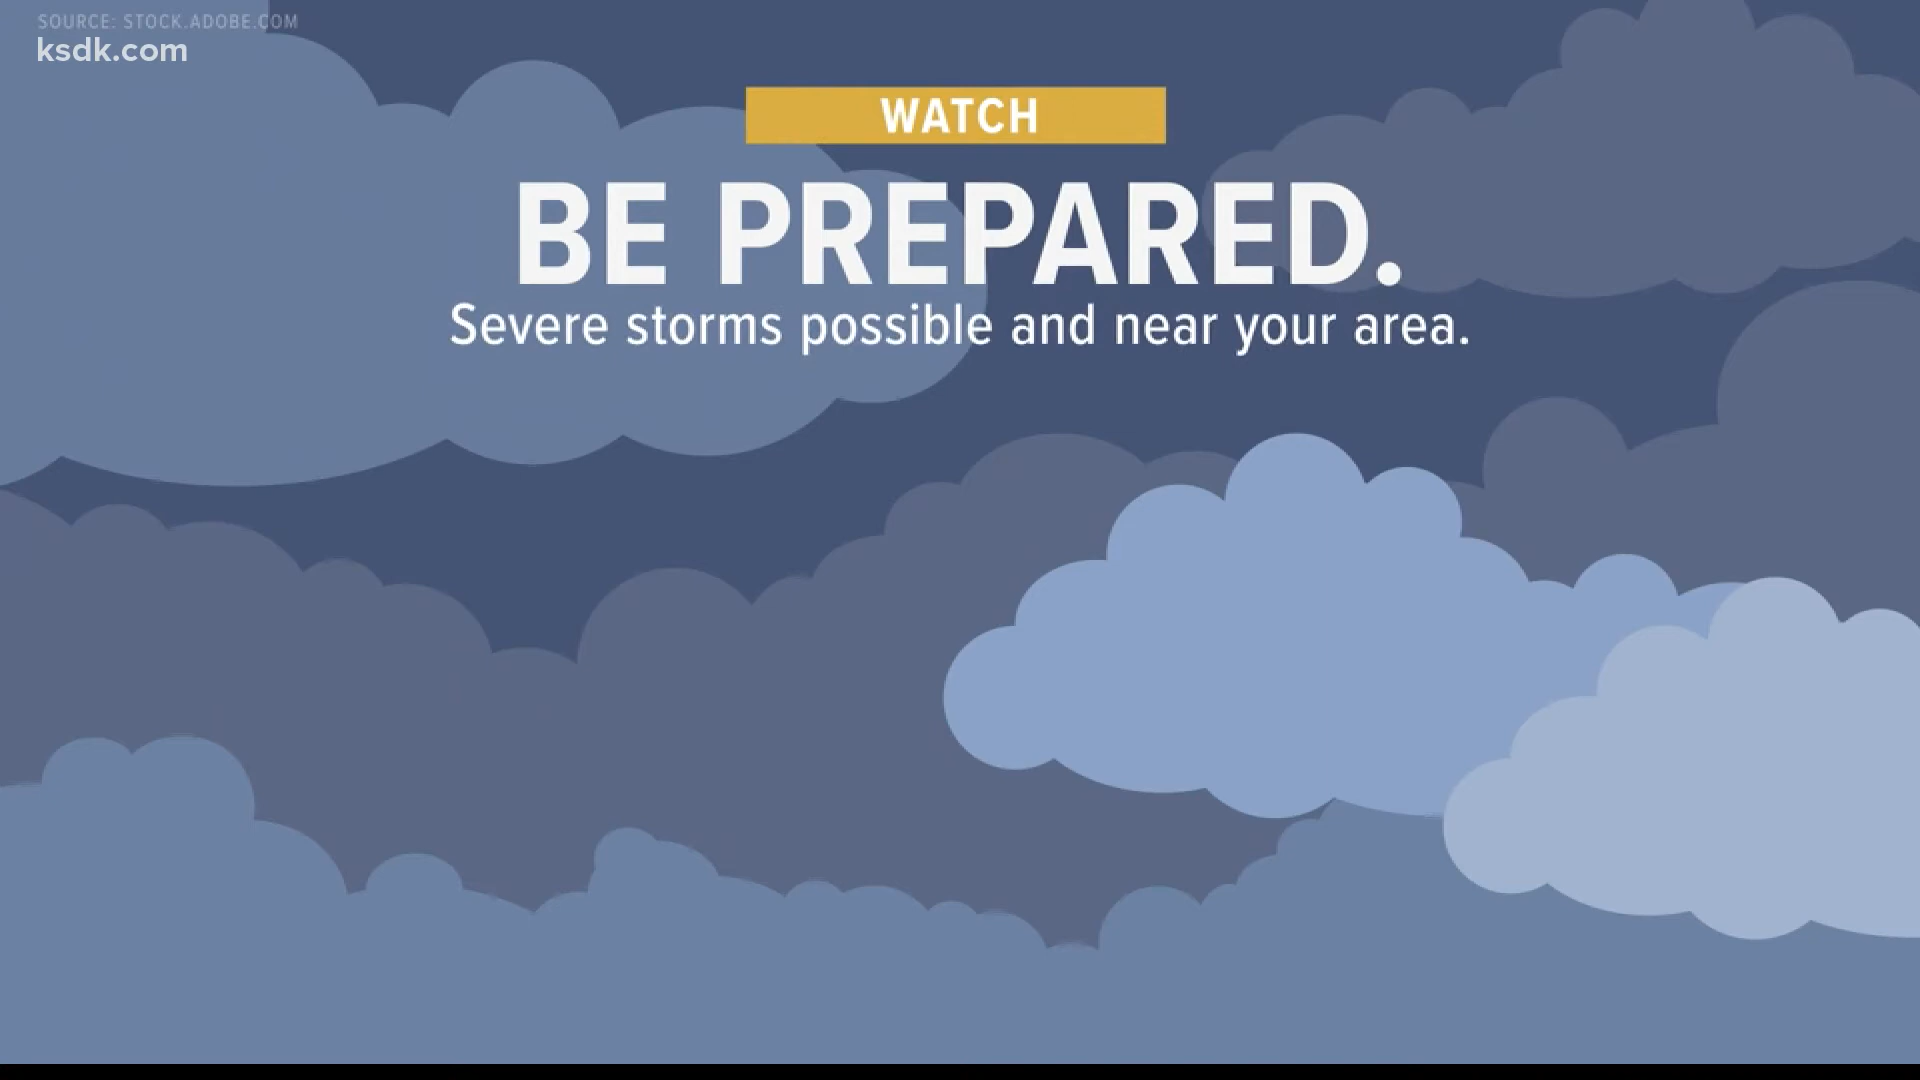 SOURCE: STOCK.ADOBE.COM
ksdk.com
WATCH
BE PREPARED.
Severe storms possible and near your area.